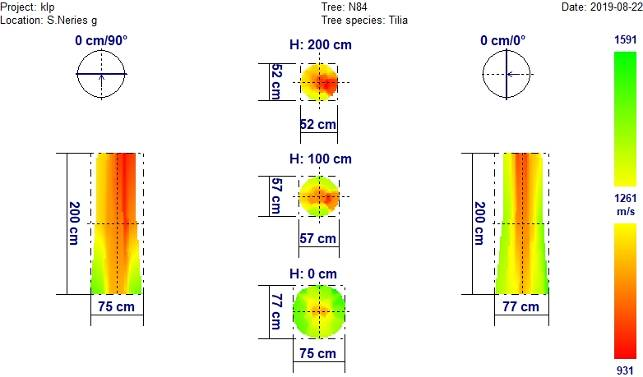 Project: klp
Tree: N84
Date: 2019-08-22
Location: S.Neries g
Tree species: Tilia
0 cm/90°
H: 200 cm
0 cm/0°
1591
52 cm
52 cm
H: 100 cm
57 cm
57 cm
200 cm
200 cm
1261
m/s
H: 0 cm
77 cm
75 cm
75 cm
77 cm
931